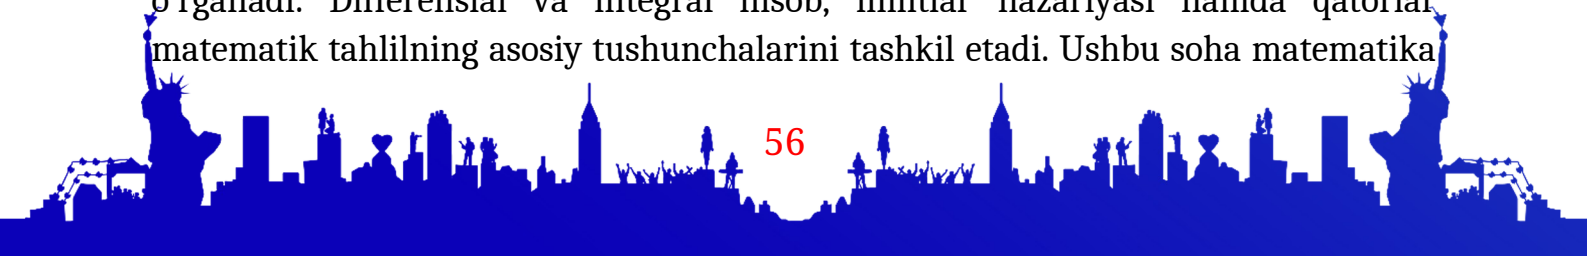 o'rganadi. Differensial va integral hisob, limitlar nazariyasi hamda qatorlar
matematik tahlilning asosiy tushunchalarini tashkil etadi. Ushbu soha matematika
56